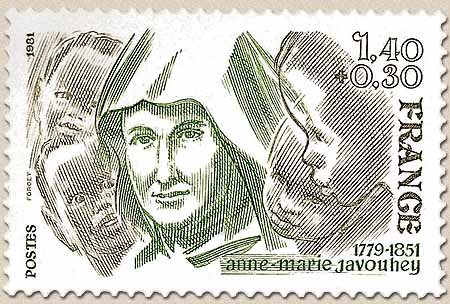 1981
FORGET
POSTES
1,40
+0,30
FRANCE
1779-1851
anne-marie javouhey